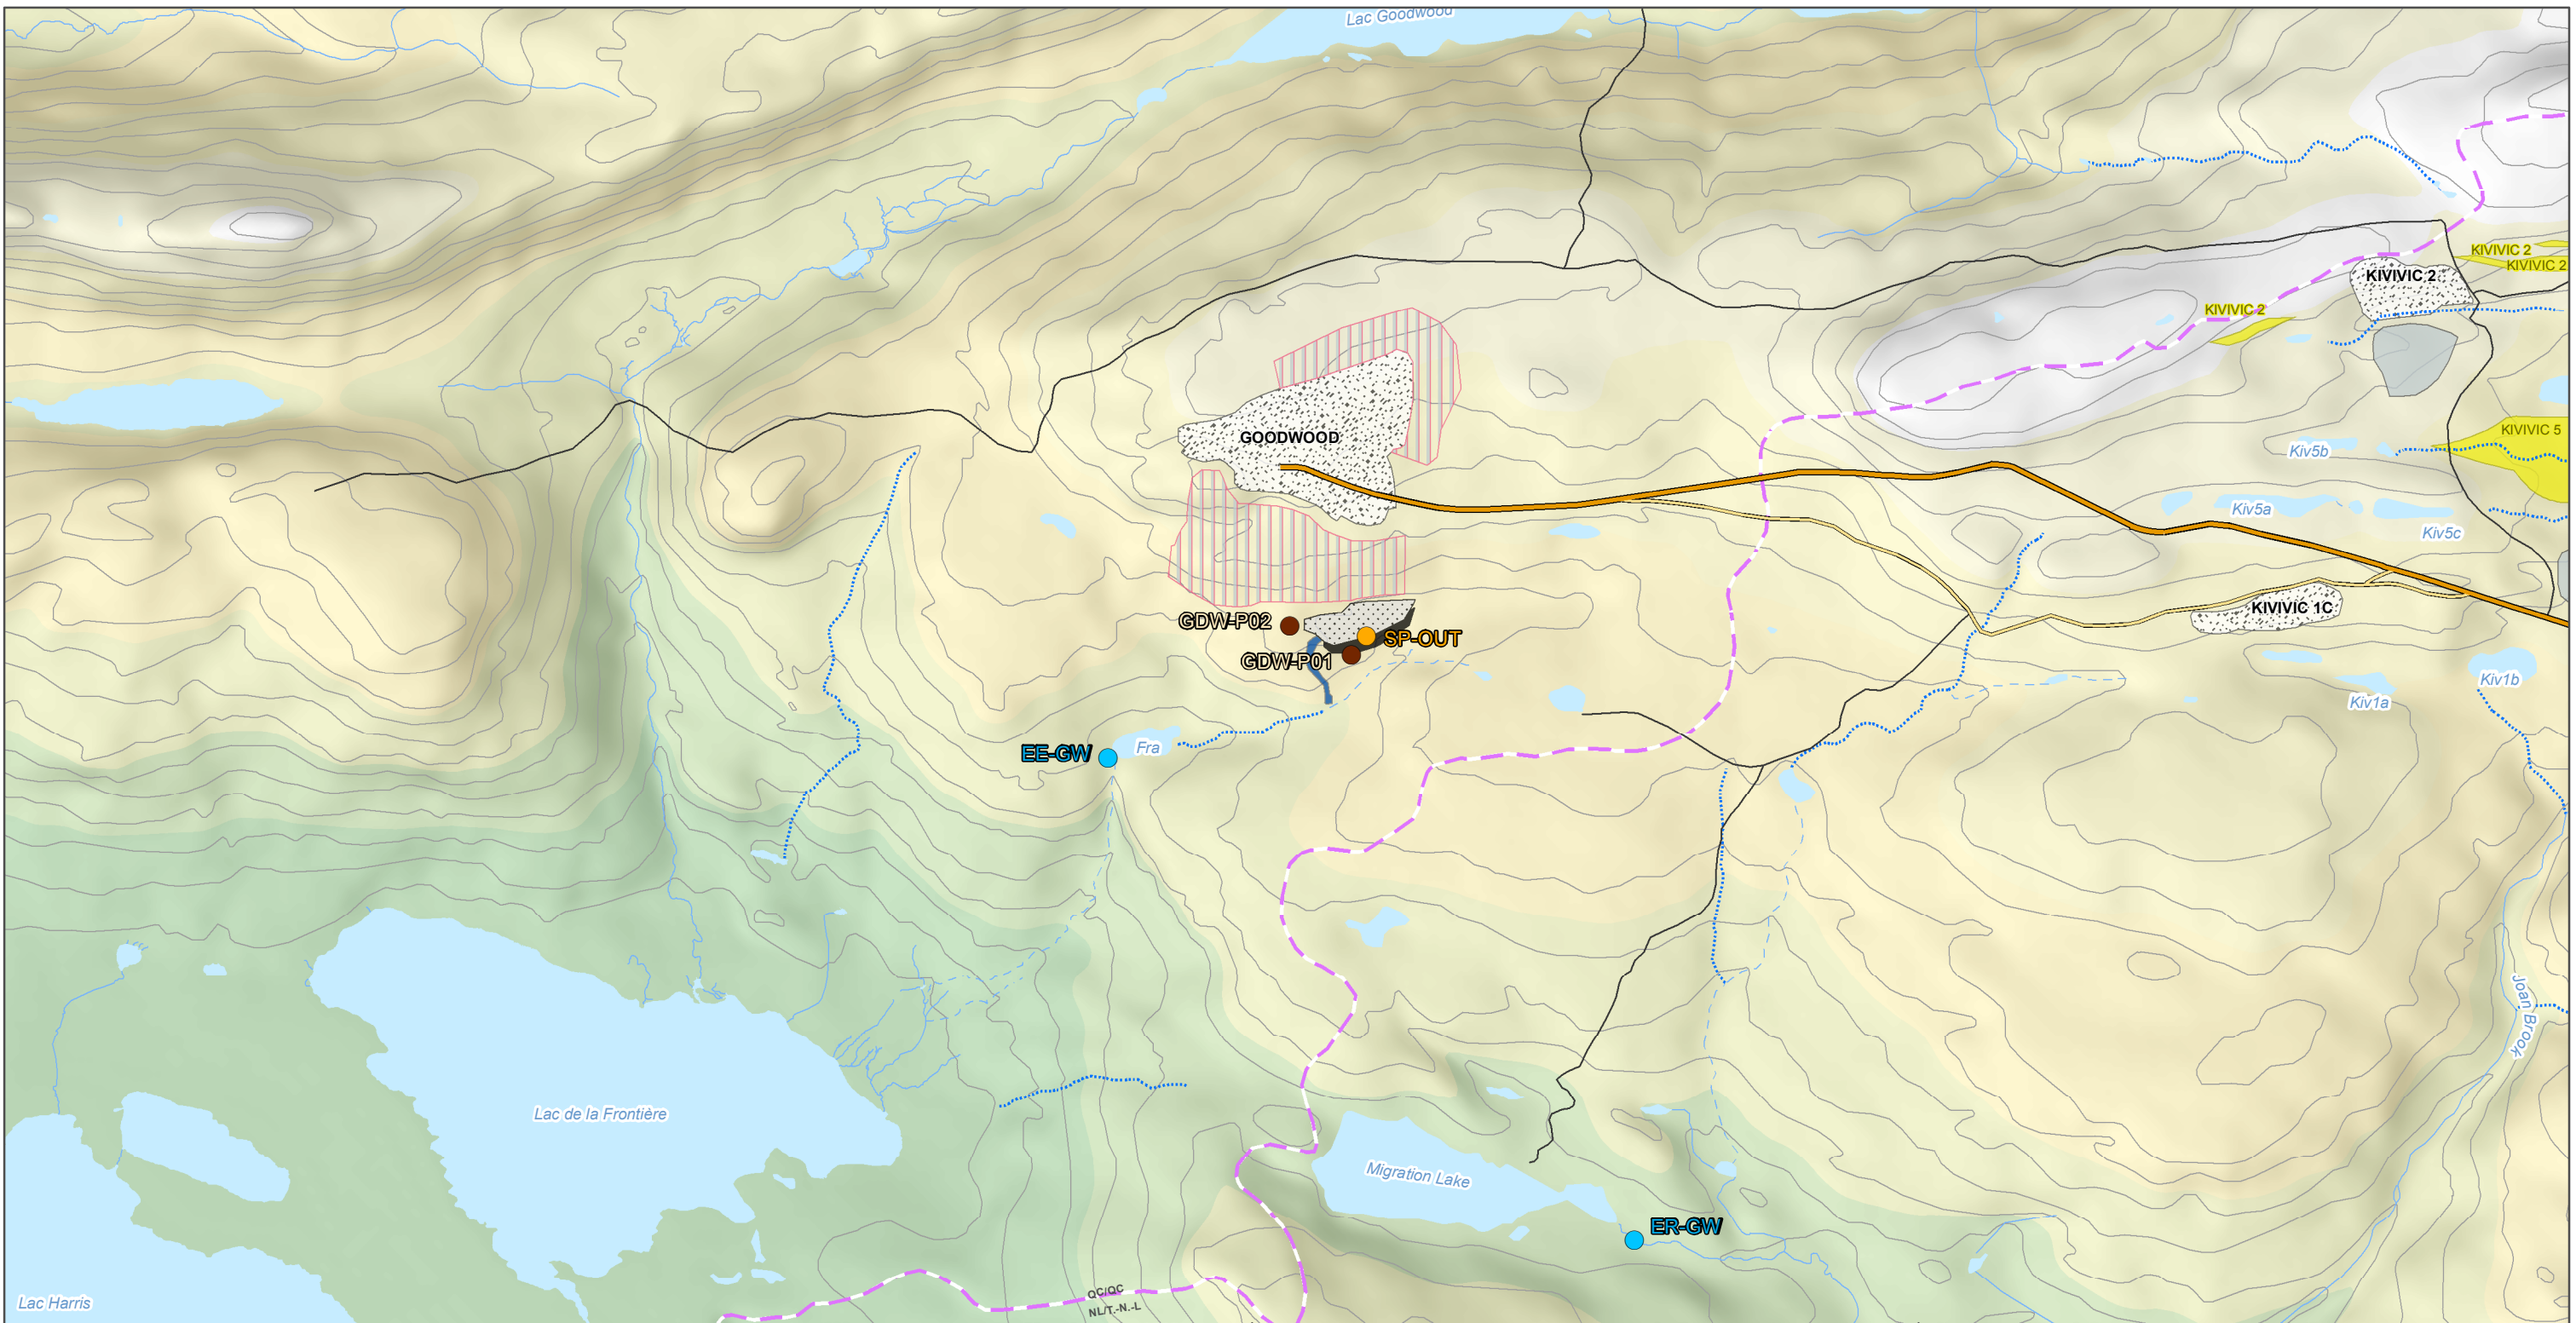 Lac Goodwood
KIVIVIC 2
KIVIVIC 2
KIVIVIC 2
KIVIVIC 2
GOODWOOD
KIVIVIC 5
Kiv5b
Kiv5a
Kiv5c
KIVIVIC 1C
GDW-P02
SP-OUT
GDW-P01
Kiv1b
Kiv1a
EE-GW
Fra
Joan Brook
Lac de la Frontière
Migration Lake
ER-GW
QC/QC
NL/T.-N.-L
Lac Harris